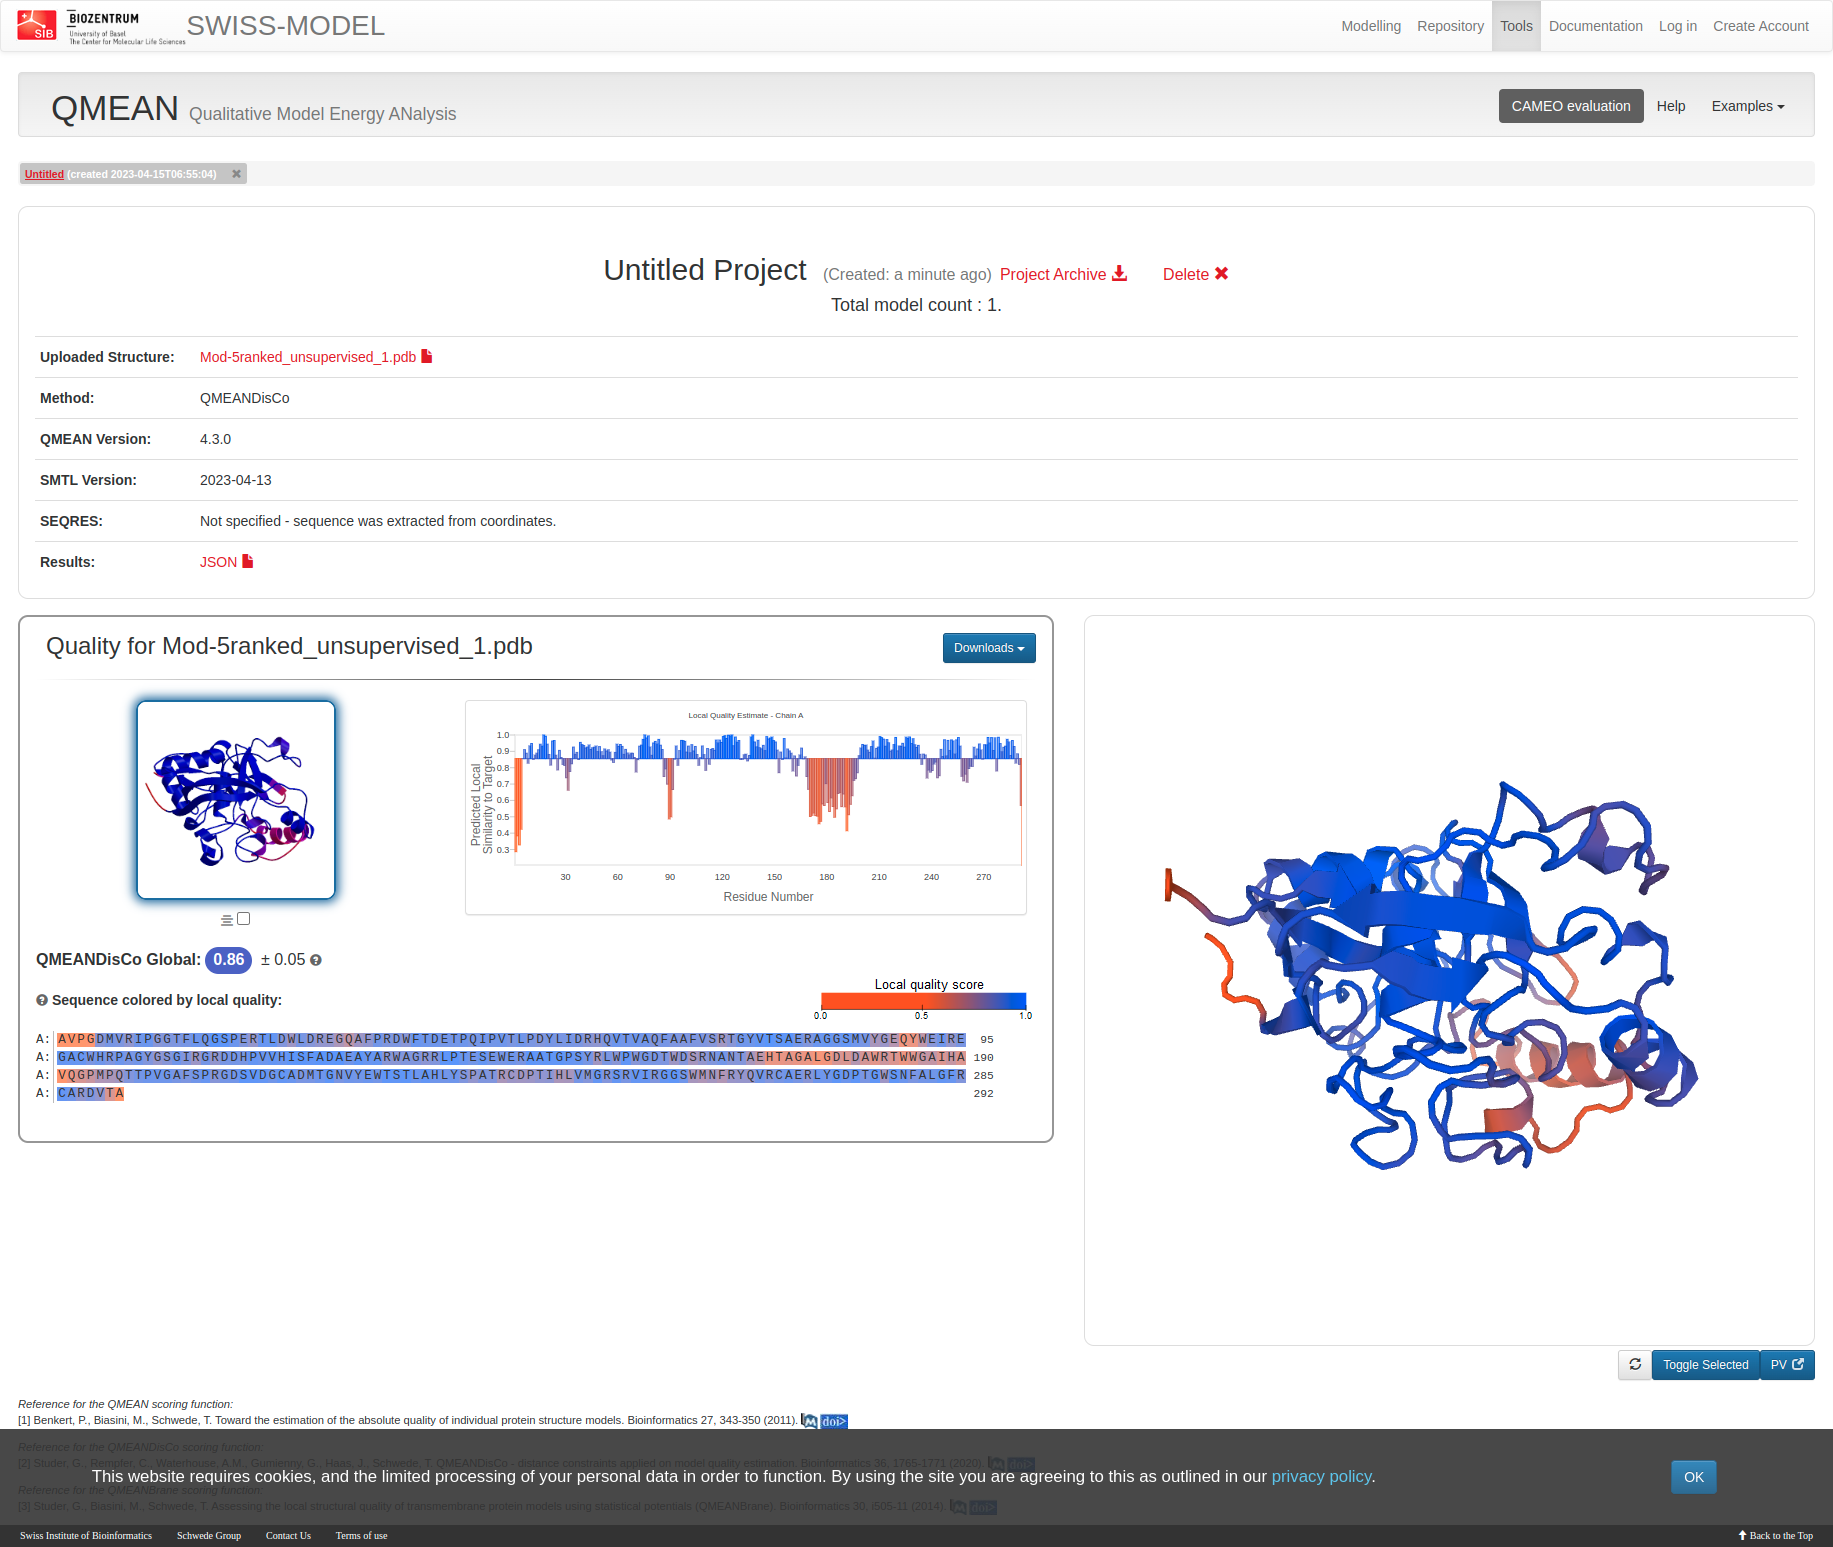 SIB
BIOZENTRUM
University of Basel
The Center for Molecular Life Sciences
SWISS-MODEL
Modelling Repository Tools Documentation Log in Create Account
QMEAN Qualitative Model Energy ANalysis
CAMEO evaluation Help Examples
Untitled (created 2023-04-15T06:55:04) ✖
Untitled Project (Created: a minute ago) Project Archive Delete ✖
Total model count : 1.
Uploaded Structure: Mod-5ranked_unsupervised_1.pdb
Method: QMEANDisCo
QMEAN Version: 4.3.0
SMTL Version: 2023-04-13
SEQRES: Not specified - sequence was extracted from coordinates.
Results: JSON
Quality for Mod-5ranked_unsupervised_1.pdb
Downloads
Local Quality Estimate - Chain A
Predicted Local
Similarity to Target
1.0
0.9
0.8
0.7
0.6
0.5
0.4
0.3
30 60 90 120 150 180 210 240 270
Residue Number
QMEANDisCo Global: 0.86 ± 0.05
Sequence colored by local quality:
Local quality score
0.0 0.5 1.0
A: AVPGDMVRIPGGTFLQGSPERTLDWLDREGQAFPRDWFTDETPQIPVTLPDYLIDRHQVTVAQFAAFVSRTGYVTSAERAGGSMVYGEQYWEIRE 95
A: GACWHRPAGYGSGIRGRDDHPVVHISFADAEAYARWAGRRLPTESEWERAATGPSYRLWPWGDTWDSRNANTAEHTAGALGDLDAWRTWWGAIHA 190
A: VQGPMPQTTPVGAFSPRGDSVDGCADMTGNVYEWTSTLAHLYSPATRCDPTIHLVMGRSRVIRGGSWMNFRYQVRCAERLYGDPTGWSNFALGFR 285
A: CARDVTA 292
Toggle Selected PV
Reference for the QMEAN scoring function:
[1] Benkert, P., Biasini, M., Schwede, T. Toward the estimation of the absolute quality of individual protein structure models. Bioinformatics 27, 343-350 (2011). M doi>
Reference for the QMEANDisCo scoring function:
[2] Studer, G., Rempfer, C., Waterhouse, A.M., Gumienny, G., Haas, J., Schwede, T. QMEANDisCo - distance constraints applied on model quality estimation. Bioinformatics 36, 1765-1771 (2020). M doi>
This website requires cookies, and the limited processing of your personal data in order to function. By using the site you are agreeing to this as outlined in our privacy policy. OK
Reference for the QMEANBrane scoring function:
[3] Studer, G., Biasini, M., Schwede, T. Assessing the local structural quality of transmembrane protein models using statistical potentials (QMEANBrane). Bioinformatics 30, i505-11 (2014). M doi>
Swiss Institute of Bioinformatics Schwede Group Contact Us Terms of use Back to the Top